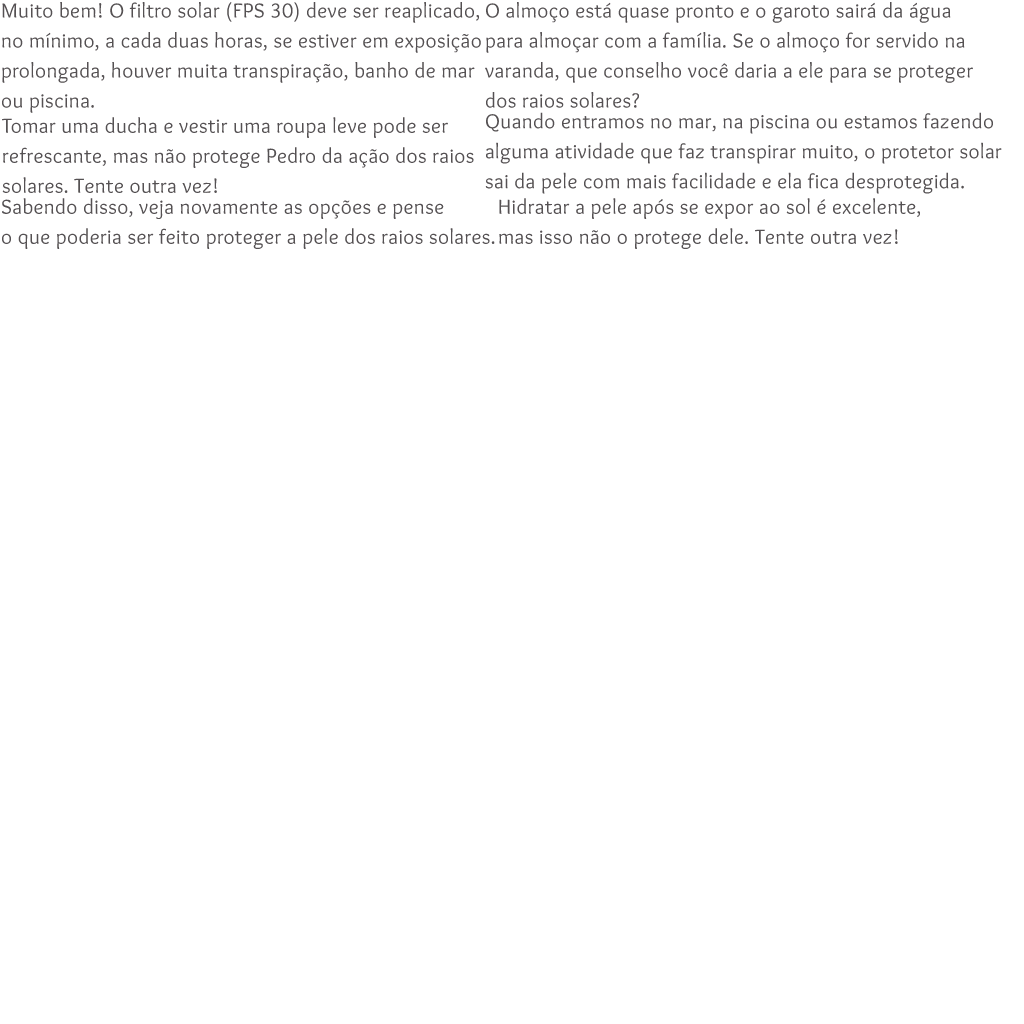 Muito bem! O filtro solar (FPS 30) deve ser reaplicado,
no mínimo, a cada duas horas, se estiver em exposição
prolongada, houver muita transpiração, banho de mar
ou piscina.
O almoço está quase pronto e o garoto sairá da água
para almoçar com a família. Se o almoço for servido na
varanda, que conselho você daria a ele para se proteger
dos raios solares?
Tomar uma ducha e vestir uma roupa leve pode ser
refrescante, mas não protege Pedro da ação dos raios
solares. Tente outra vez!
Quando entramos no mar, na piscina ou estamos fazendo
alguma atividade que faz transpirar muito, o protetor solar
sai da pele com mais facilidade e ela fica desprotegida.
Sabendo disso, veja novamente as opções e pense
o que poderia ser feito proteger a pele dos raios solares.
Hidratar a pele após se expor ao sol é excelente,
mas isso não o protege dele. Tente outra vez!